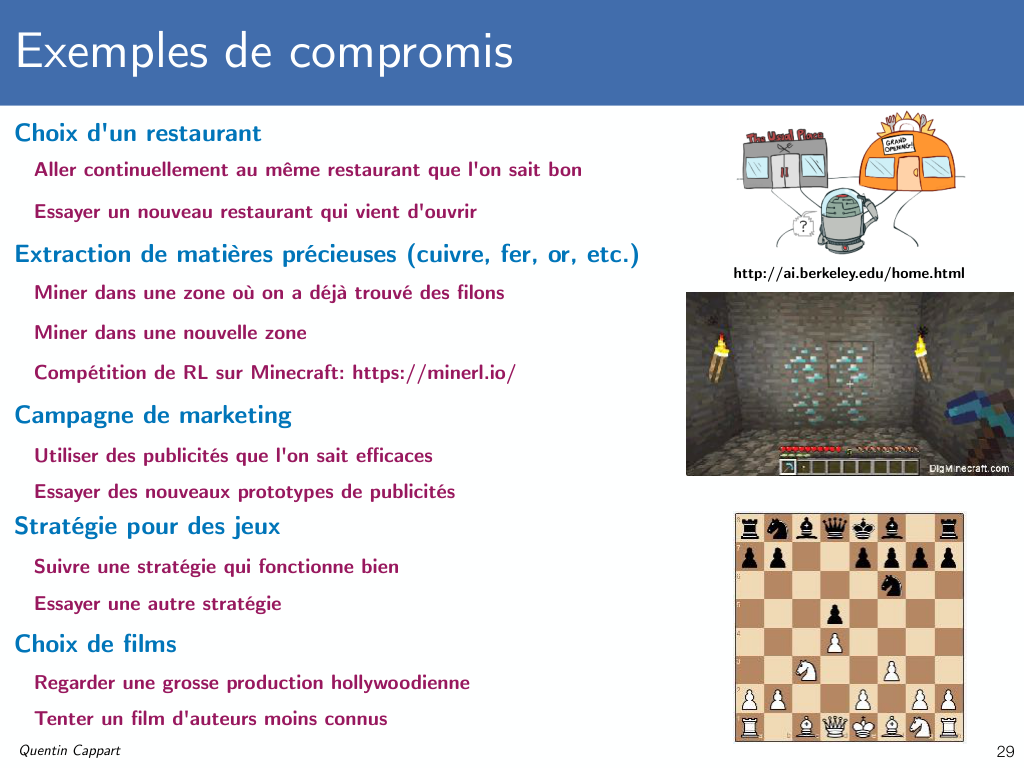 Exemples de compromis
Choix d'un restaurant
Aller continuellement au même restaurant que l'on sait bon
Essayer un nouveau restaurant qui vient d'ouvrir
Extraction de matières précieuses (cuivre, fer, or, etc.)
Miner dans une zone où on a déjà trouvé des filons
Miner dans une nouvelle zone
Compétition de RL sur Minecraft: https://minerl.io/
Campagne de marketing
Utiliser des publicités que l'on sait efficaces
Essayer des nouveaux prototypes de publicités
Stratégie pour des jeux
Suivre une stratégie qui fonctionne bien
Essayer une autre stratégie
Choix de films
Regarder une grosse production hollywoodienne
Tenter un film d'auteurs moins connus
The Usual Place
GRAND
OPENING!
?
http://ai.berkeley.edu/home.html
DigMinecraft.com
Quentin Cappart
29